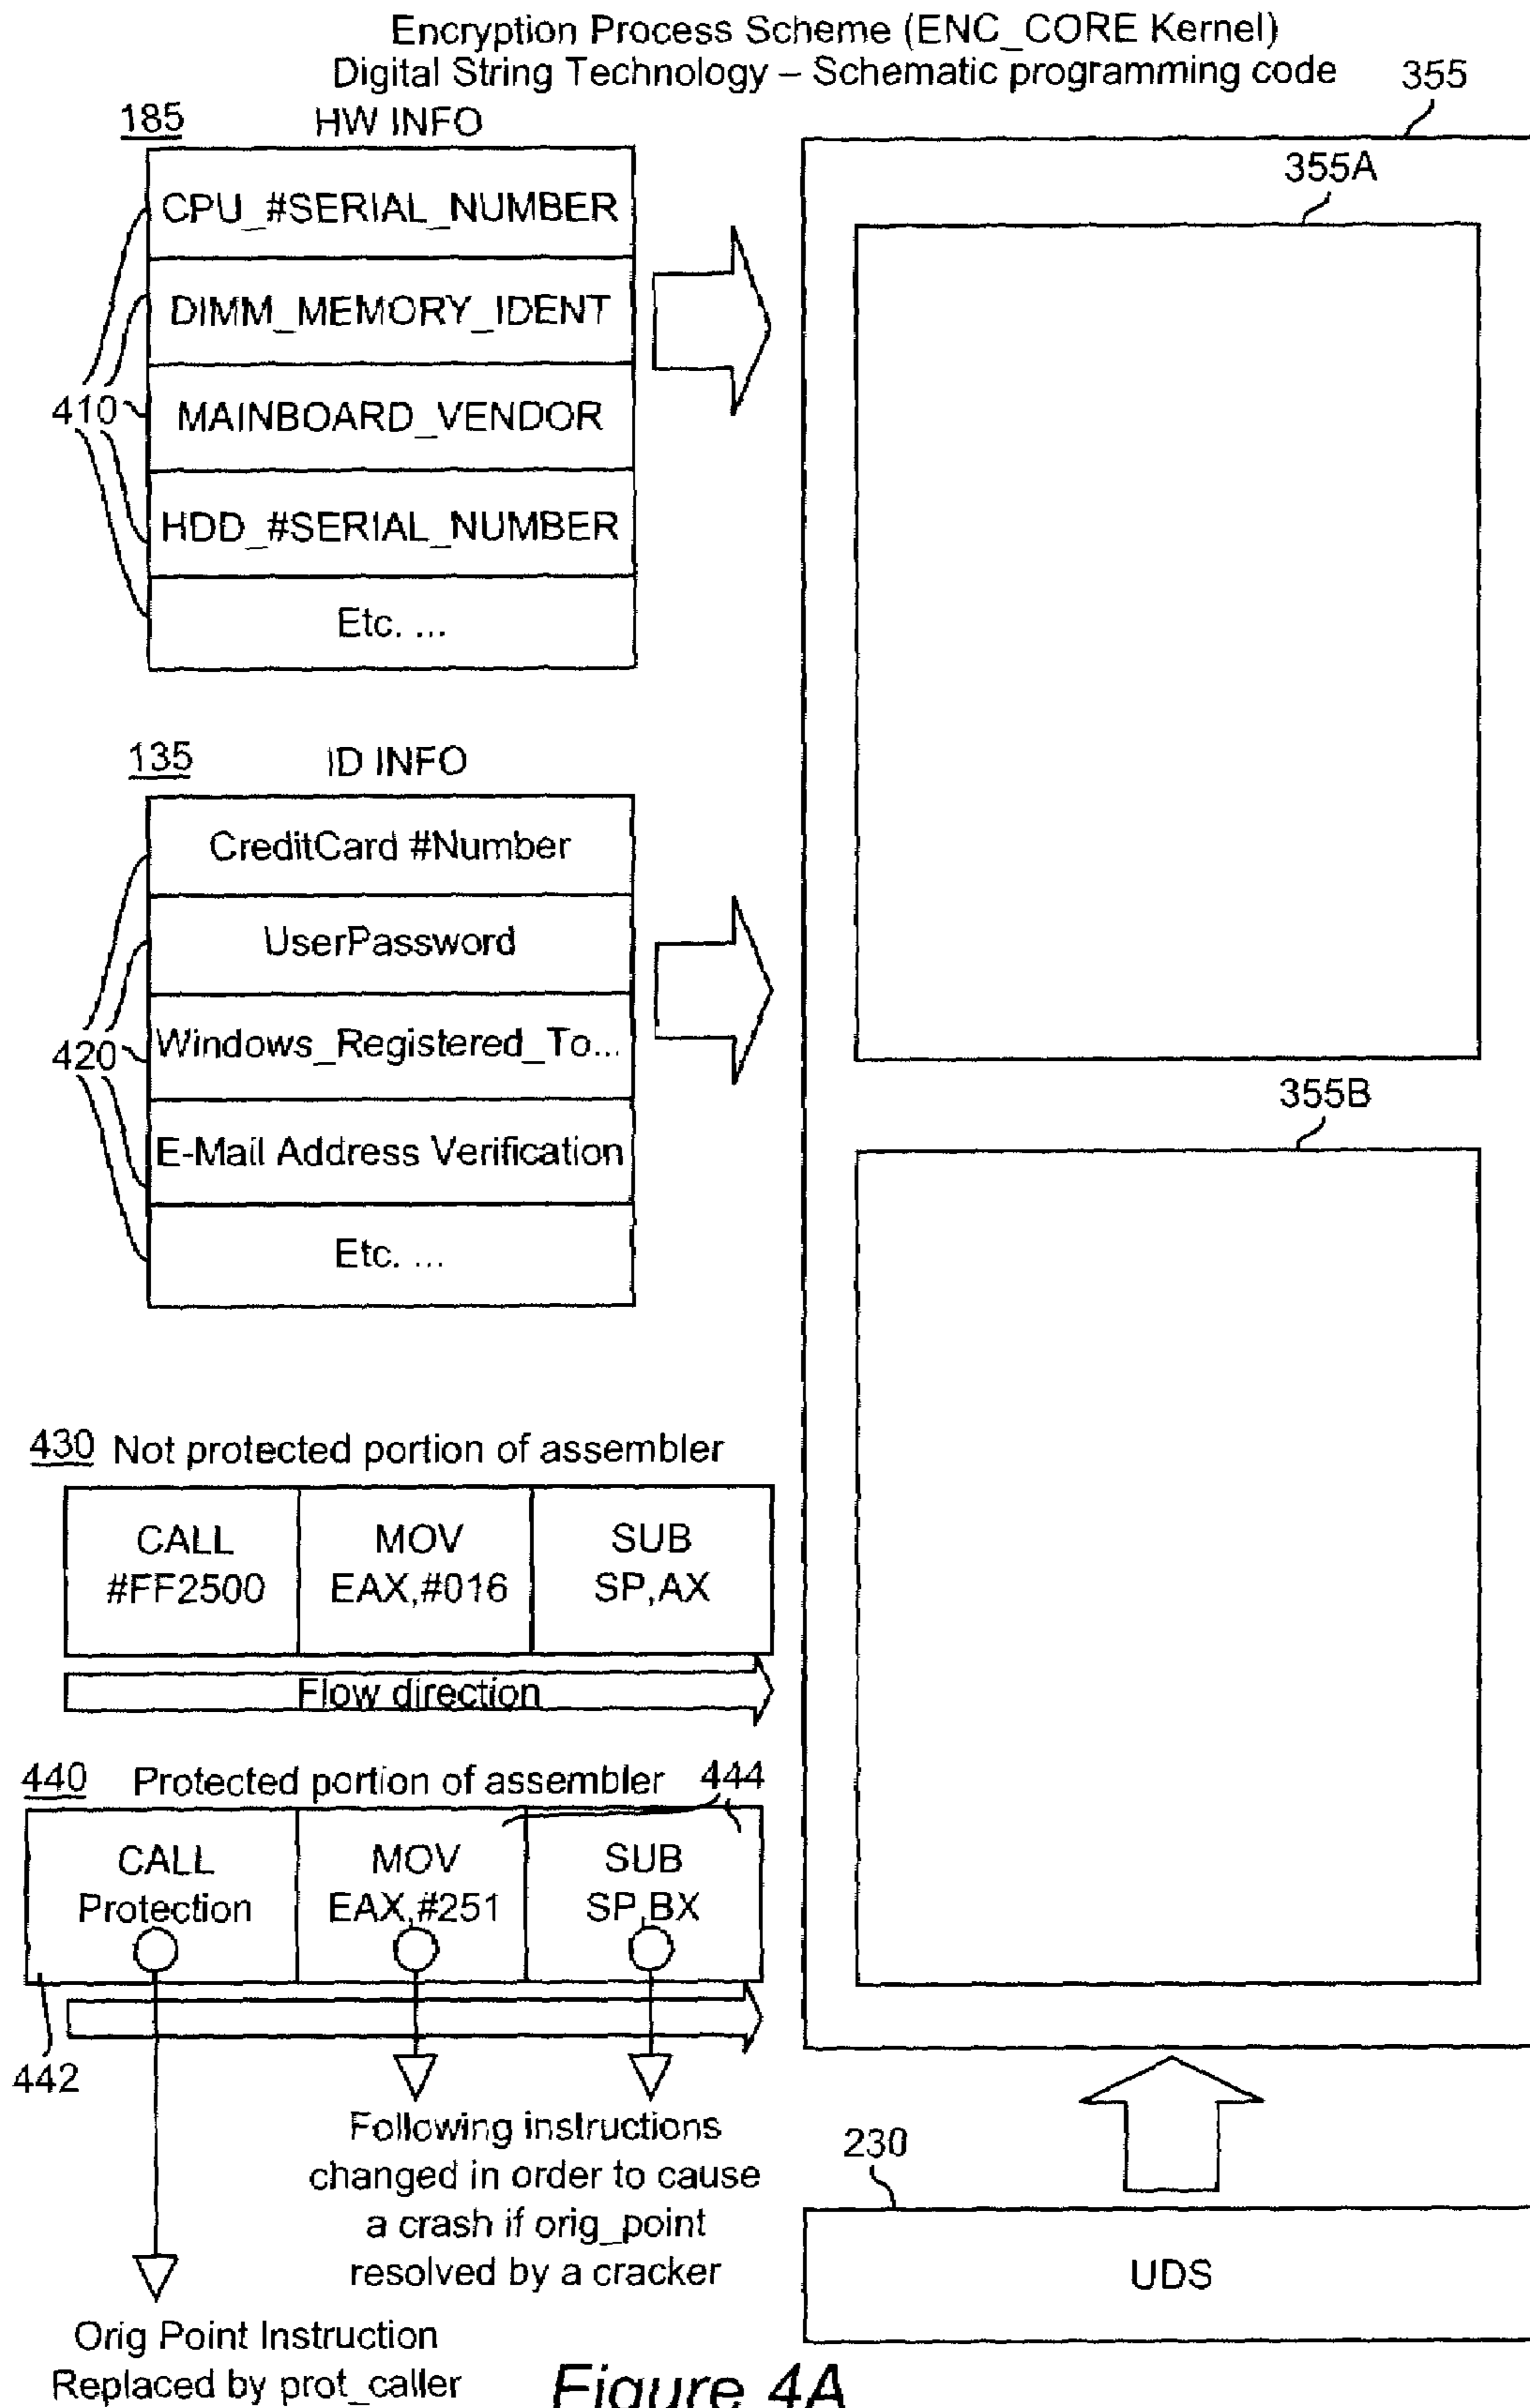 Encryption Process Scheme (ENC_CORE Kernel)
Digital String Technology – Schematic programming code
355
185
HW INFO
355A
CPU_#SERIAL_NUMBER
DIMM_MEMORY_IDENT
410
MAINBOARD_VENDOR
HDD_#SERIAL_NUMBER
Etc. ...
135
ID INFO
CreditCard #Number
UserPassword
420
Windows_Registered_To...
E-Mail Address Verification
Etc. ...
355B
430 Not protected portion of assembler
CALL
#FF2500
MOV
EAX,#016
SUB
SP,AX
Flow direction
440 Protected portion of assembler
444
CALL
Protection
MOV
EAX,#251
SUB
SP,BX
442
Following instructions
changed in order to cause
a crash if orig_point
resolved by a cracker
Orig Point Instruction
Replaced by prot_caller
230
UDS
Figure 4A